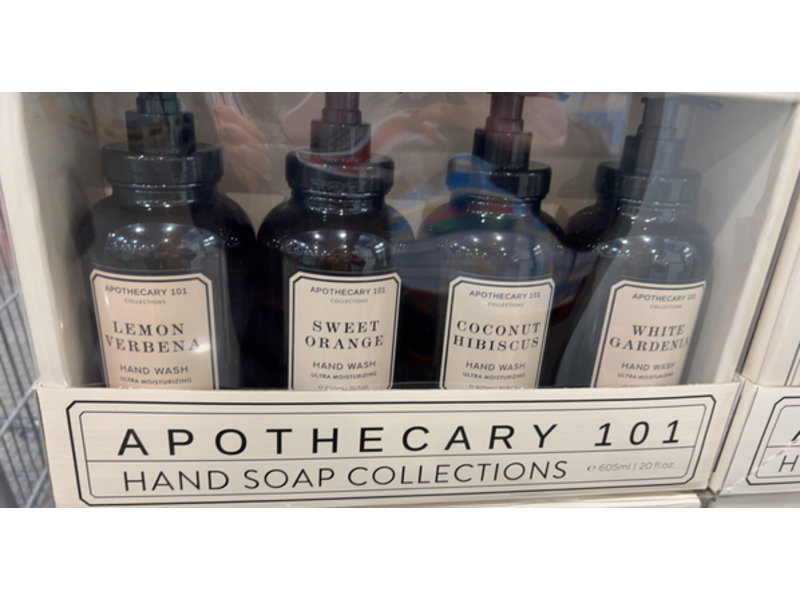 APOTHECARY 101
COLLECTIONS
LEMON
VERBENA
HAND WASH
ULTRA MOISTURIZING
APOTHECARY 101
COLLECTIONS
SWEET
ORANGE
HAND WASH
ULTRA MOISTURIZING
APOTHECARY 101
COLLECTIONS
COCONUT
HIBISCUS
HAND WASH
ULTRA MOISTURIZING
APOTHECARY 101
COLLECTIONS
WHITE
GARDENIA
HAND WASH
ULTRA MOISTURIZING
APOTHECARY 101
HAND SOAP COLLECTIONS ℮ 605ml | 20 fl.oz.